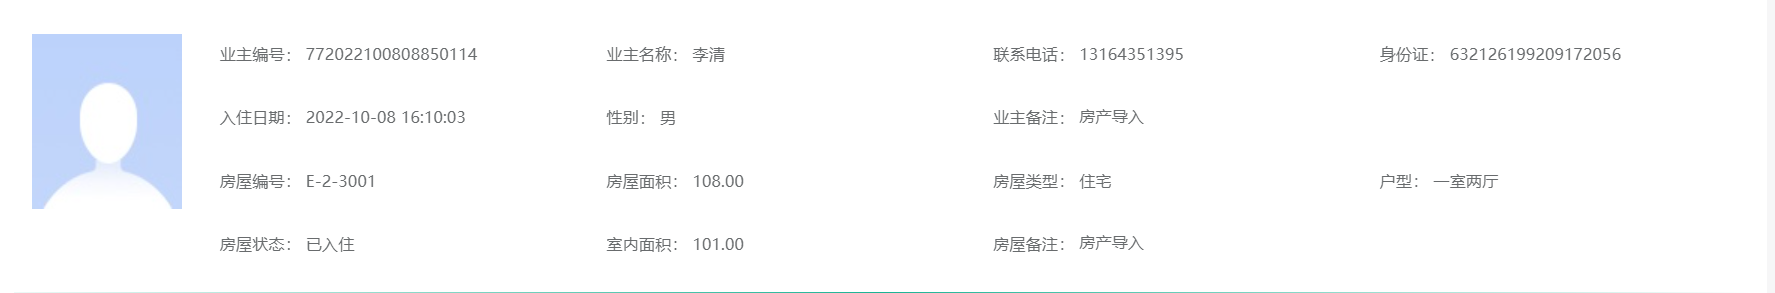 业主编号： 772022100808850114 业主名称： 李清 联系电话： 13164351395 身份证： 632126199209172056
入住日期： 2022-10-08 16:10:03 性别： 男 业主备注： 房产导入
房屋编号： E-2-3001 房屋面积： 108.00 房屋类型： 住宅 户型： 一室两厅
房屋状态： 已入住 室内面积： 101.00 房屋备注： 房产导入